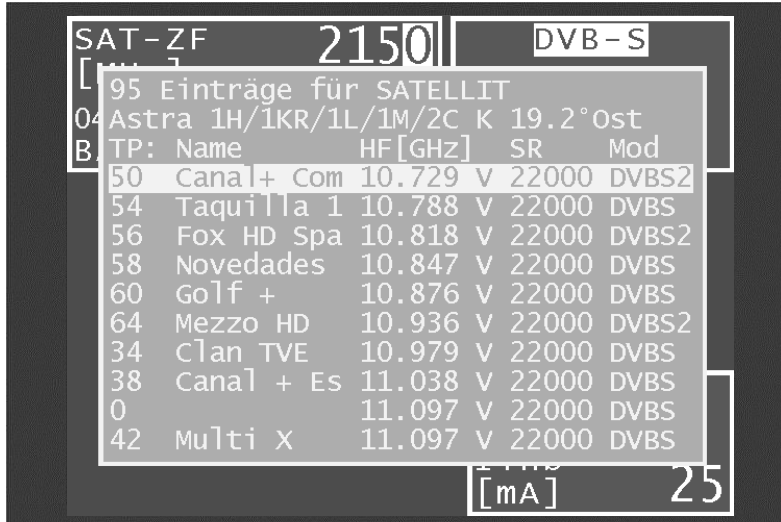 SAT-ZF 2150 DVB-S
95 Einträge für SATELLIT
04 Astra 1H/1KR/1L/1M/2C K 19.2°Ost
B TP: Name HF[GHz] SR Mod
50 Canal+ Com 10.729 V 22000 DVBS2
54 Taquilla 1 10.788 V 22000 DVBS
56 Fox HD Spa 10.818 V 22000 DVBS2
58 Novedades 10.847 V 22000 DVBS
60 Golf + 10.876 V 22000 DVBS
64 Mezzo HD 10.936 V 22000 DVBS2
34 Clan TVE 10.979 V 22000 DVBS
38 Canal + Es 11.038 V 22000 DVBS
0 11.097 V 22000 DVBS
42 Multi X 11.097 V 22000 DVBS
[mA] 25